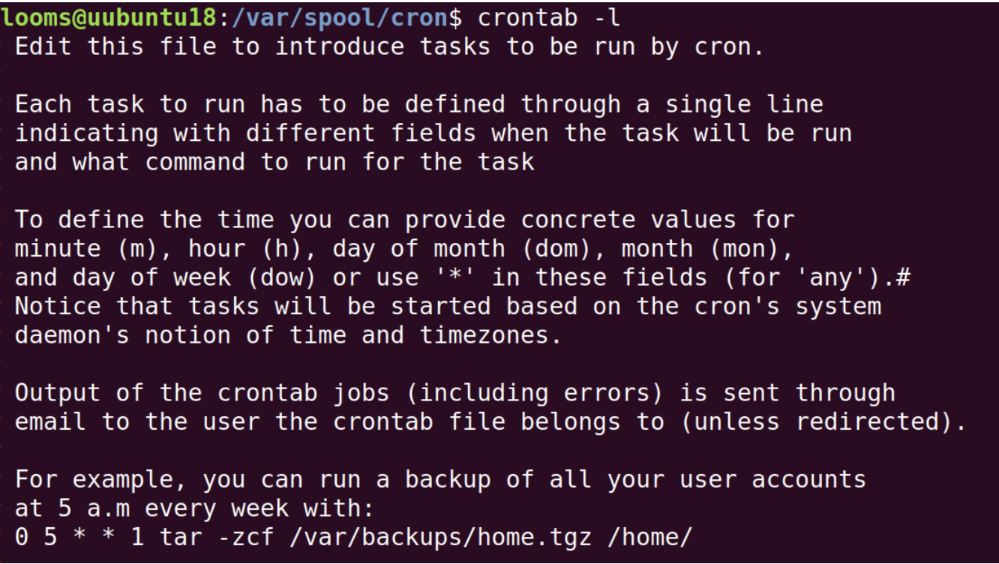 looms@uubuntu18:/var/spool/cron$ crontab -l
Edit this file to introduce tasks to be run by cron.
Each task to run has to be defined through a single line
indicating with different fields when the task will be run
and what command to run for the task
To define the time you can provide concrete values for
minute (m), hour (h), day of month (dom), month (mon),
and day of week (dow) or use '*' in these fields (for 'any').#
Notice that tasks will be started based on the cron's system
daemon's notion of time and timezones.
Output of the crontab jobs (including errors) is sent through
email to the user the crontab file belongs to (unless redirected).
For example, you can run a backup of all your user accounts
at 5 a.m every week with:
0 5 * * 1 tar -zcf /var/backups/home.tgz /home/